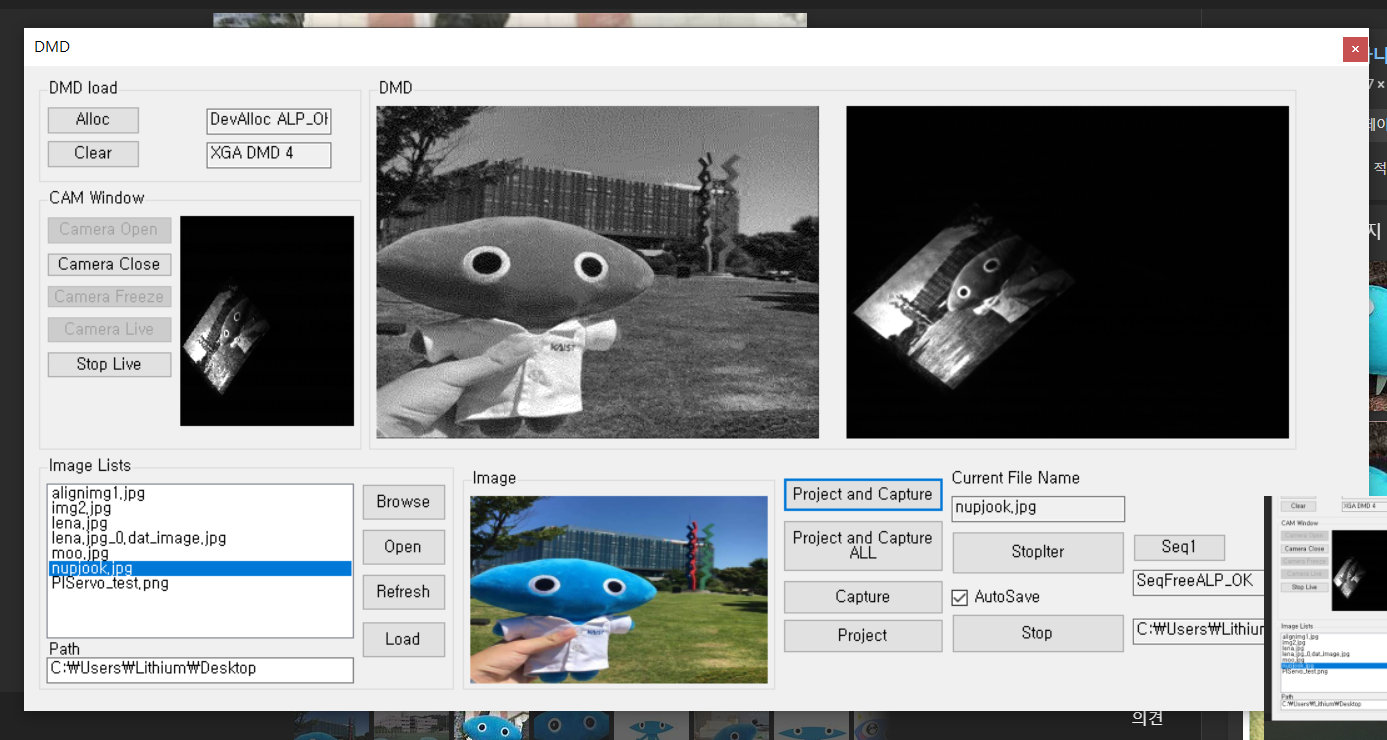 DMD
DMD load
Alloc
DevAlloc ALP_O
Clear
XGA DMD 4
CAM Window
Camera Open
Camera Close
Camera Freeze
Camera Live
Stop Live
DMD
WAIST
Image Lists
alignimg1.jpg
img2.jpg
lena.jpg
lena.jpg_0.dat_image.jpg
moo.jpg
nupjook.jpg
PIServo_test.png
Browse
Open
Refresh
Load
Path
C:₩Users₩Lithium₩Desktop
Image
WAIST
Project and Capture
Project and Capture
ALL
Capture
Project
Current File Name
nupjook.jpg
StopIter
AutoSave
Stop
Seq1
SeqFreeALP_OK
C:₩Users₩Lithiur
Clear
XGA DMD 4
CAM Window
Camera Open
Camera Close
Camera Freeze
Camera Live
Stop Live
Image Lists
alignimg1.jpg
img2.jpg
lena.jpg
lena.jpg_0.dat_image.jpg
moo.jpg
nupjook.jpg
PIServo_test.png
Path
C:₩Users₩Lithium₩Desktop
적
지
의견